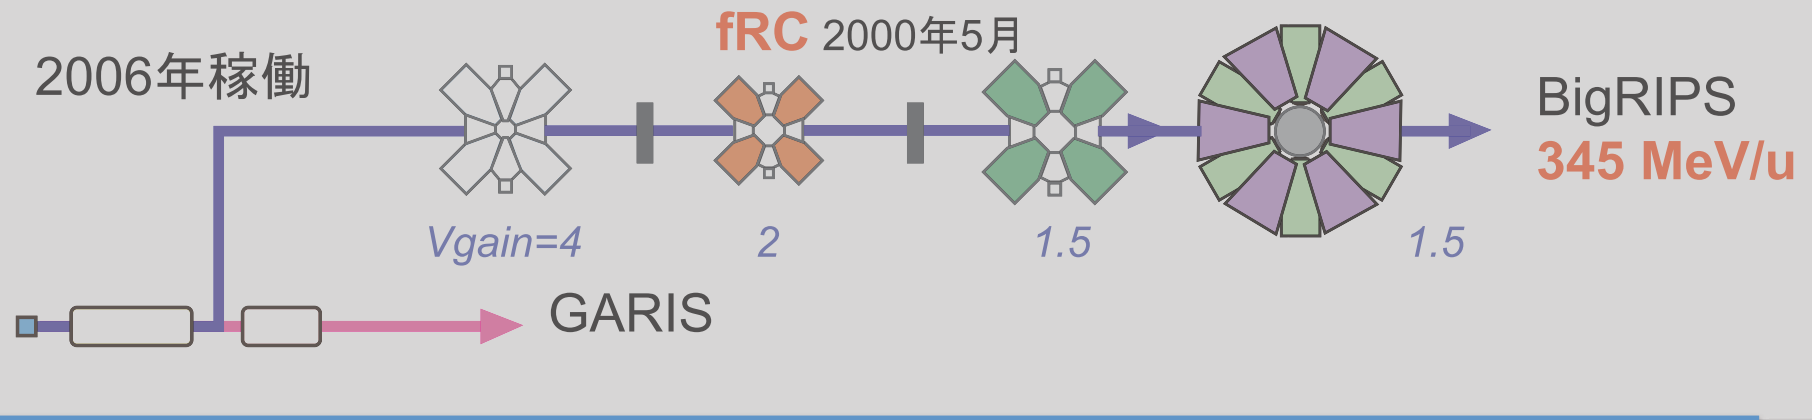 fRC 2000年5月
2006年稼働
BigRIPS
345 MeV/u
Vgain=4
2
1.5
1.5
GARIS